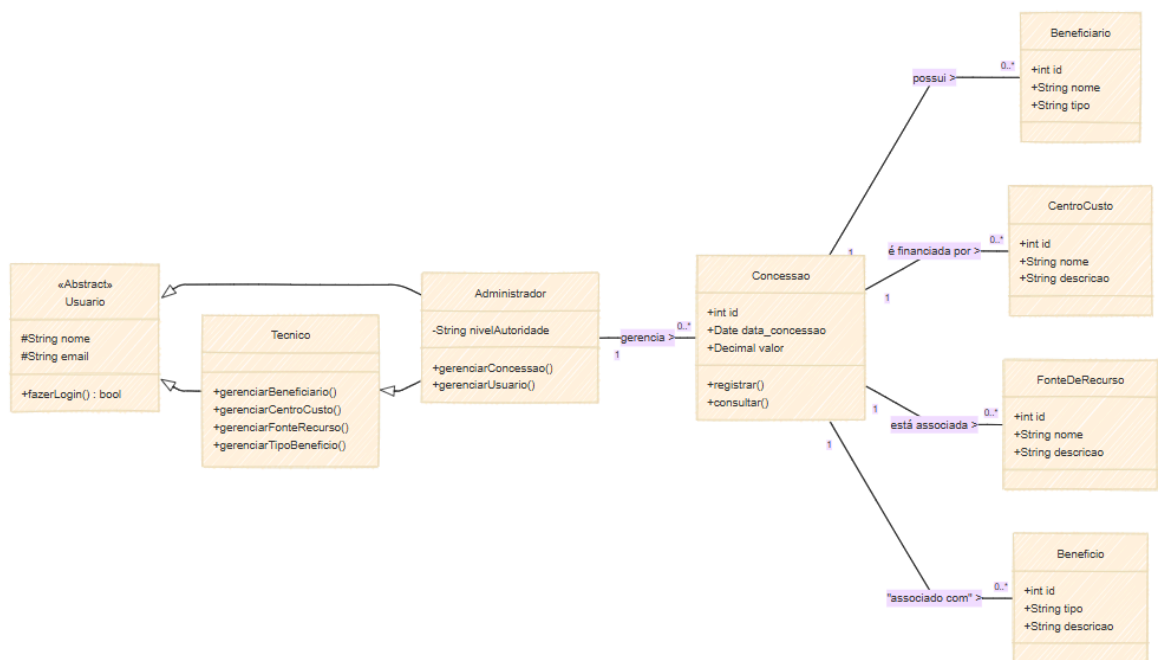 «Abstract»
Usuario
#String nome
#String email
+fazerLogin() : bool
Tecnico
+gerenciarBeneficiario()
+gerenciarCentroCusto()
+gerenciarFonteRecurso()
+gerenciarTipoBeneficio()
Administrador
-String nivelAutoridade
+gerenciarConcessao()
+gerenciarUsuario()
1
gerencia >
0..*
Concessao
+int id
+Date data_concessao
+Decimal valor
+registrar()
+consultar()
1
possui >
0..*
Beneficiario
+int id
+String nome
+String tipo
1
é financiada por >
0..*
CentroCusto
+int id
+String nome
+String descricao
1
está associada >
0..*
FonteDeRecurso
+int id
+String nome
+String descricao
1
"associado com" >
0..*
Beneficio
+int id
+String tipo
+String descricao